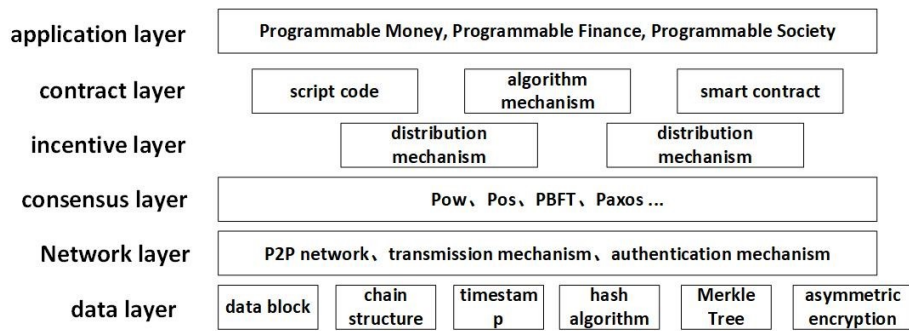 application layer
Programmable Money, Programmable Finance, Programmable Society
contract layer
script code
algorithm
mechanism
smart contract
incentive layer
distribution
mechanism
distribution
mechanism
consensus layer
Pow、Pos、PBFT、Paxos ...
Network layer
P2P network、transmission mechanism、authentication mechanism
data layer
data block
chain
structure
timestam
p
hash
algorithm
Merkle
Tree
asymmetric
encryption